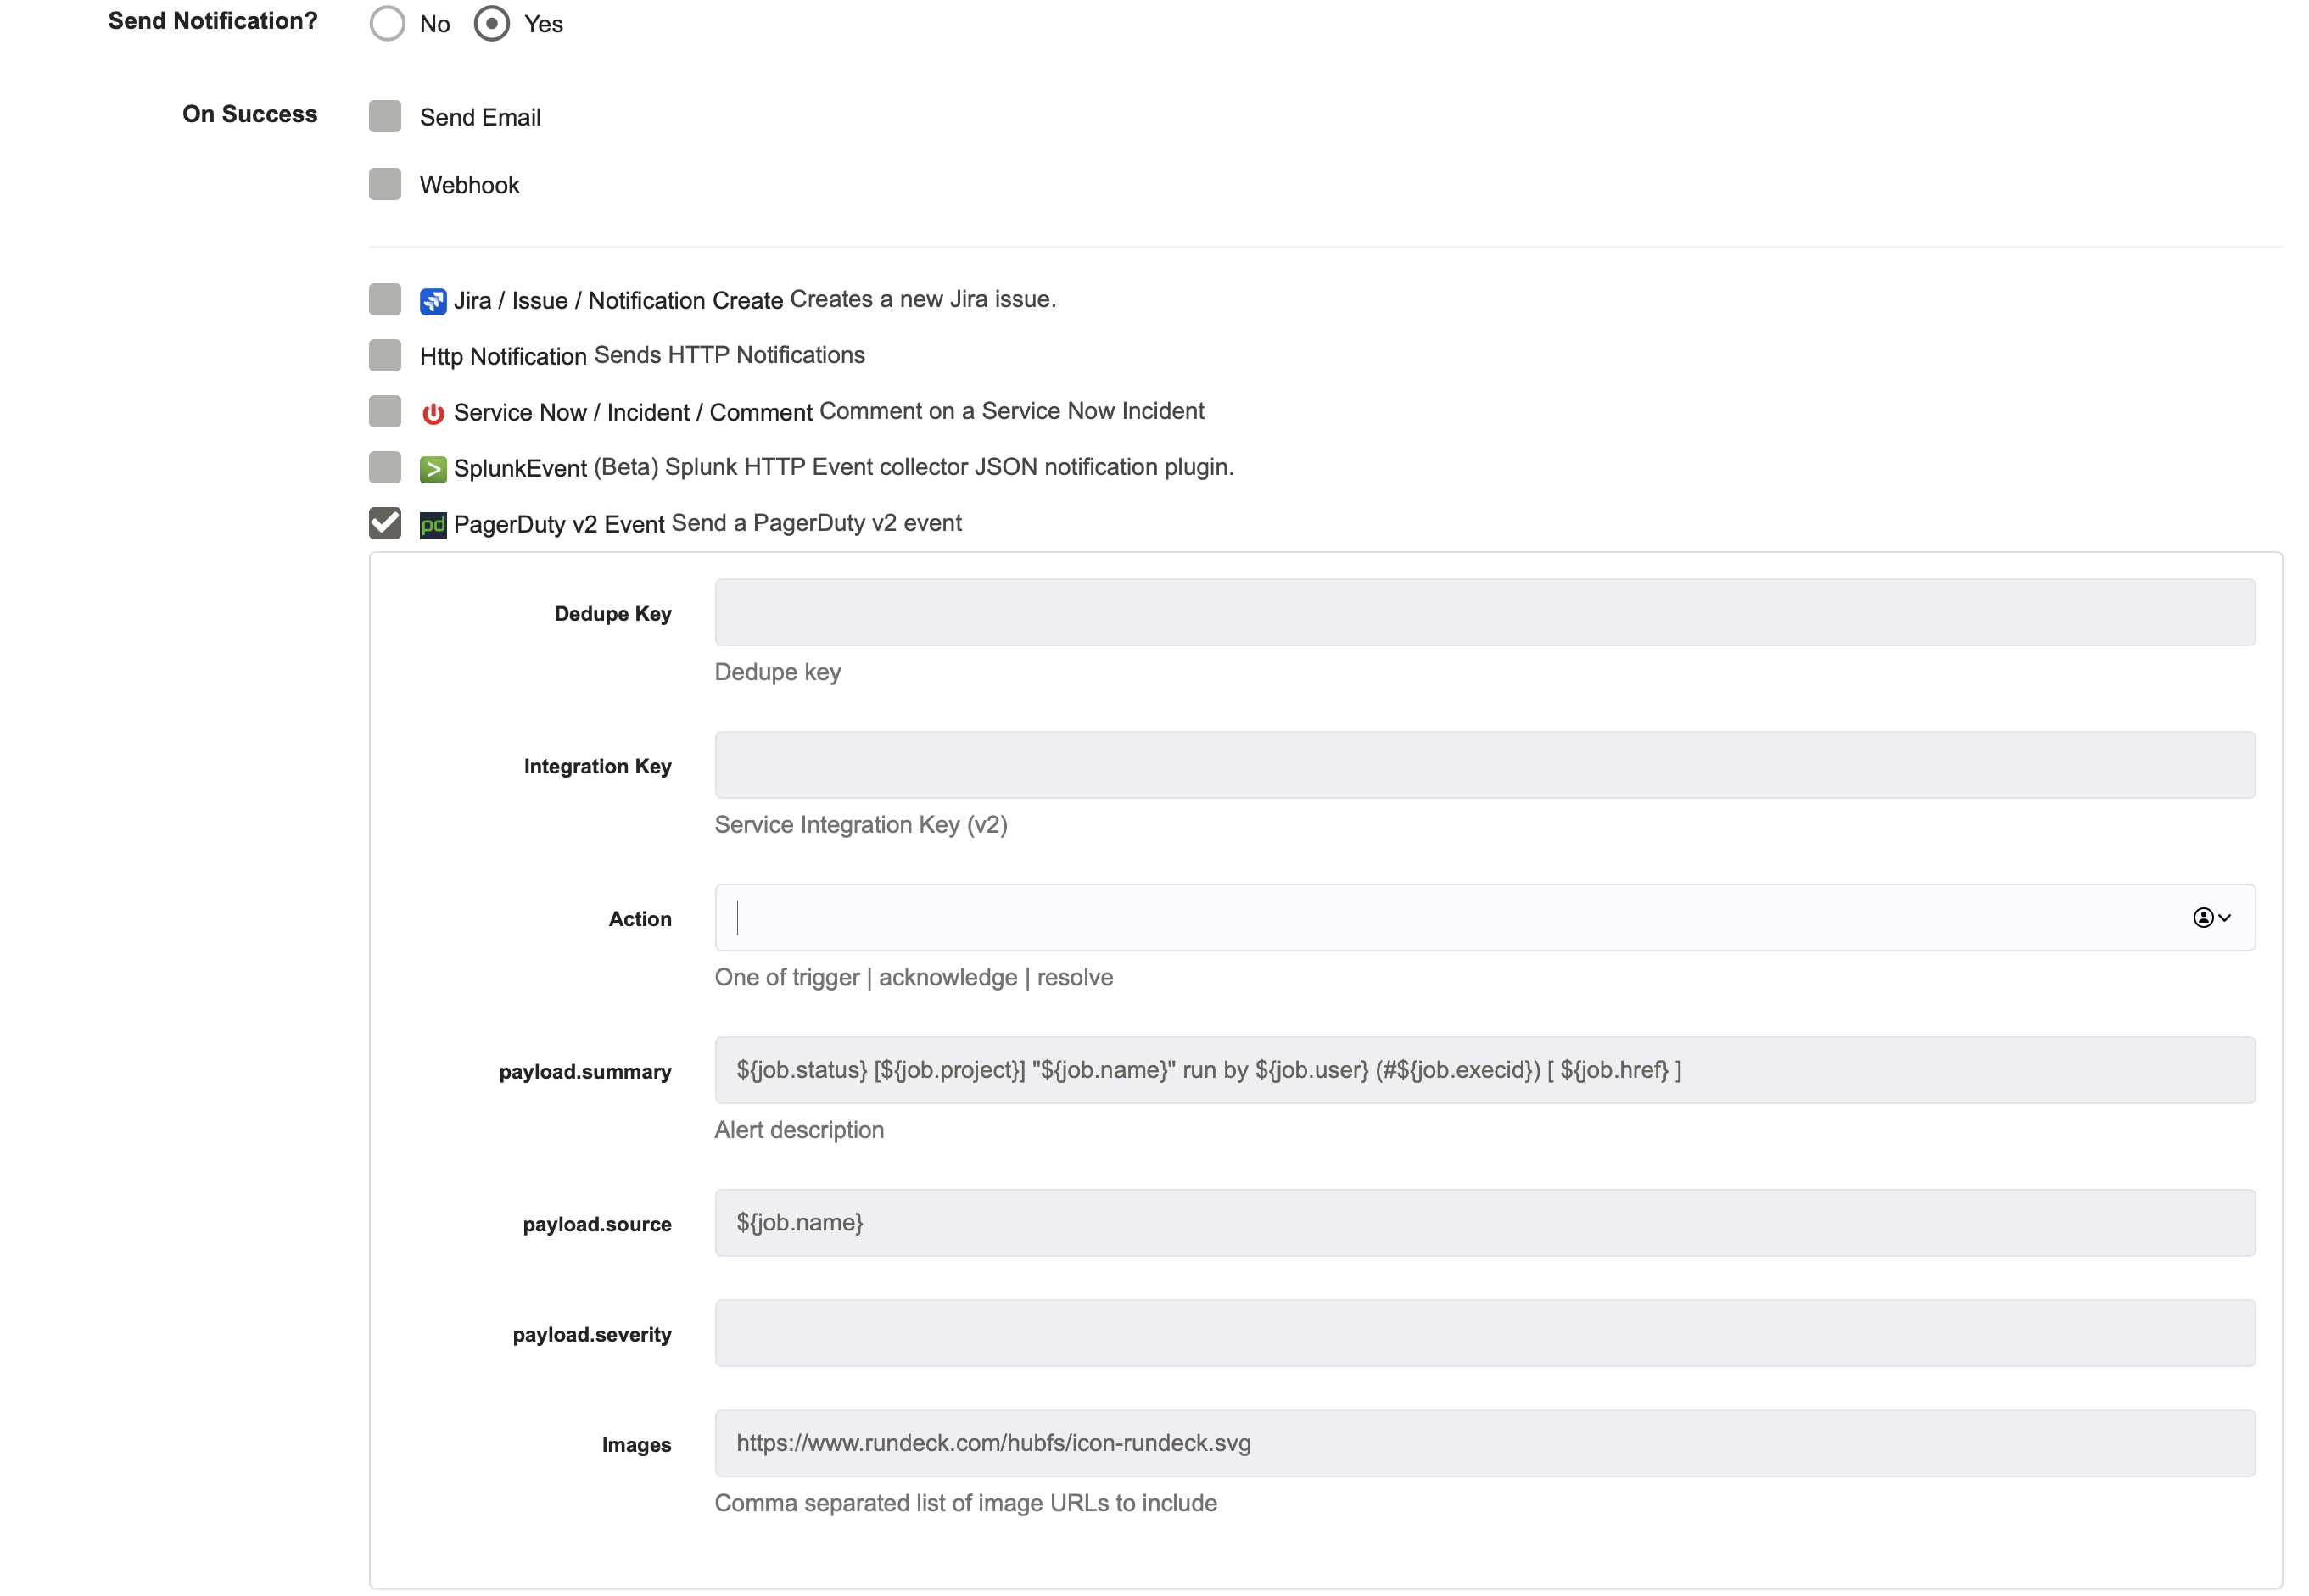 Send Notification? No Yes
On Success Send Email
Webhook
Jira / Issue / Notification Create Creates a new Jira issue.
Http Notification Sends HTTP Notifications
Service Now / Incident / Comment Comment on a Service Now Incident
SplunkEvent (Beta) Splunk HTTP Event collector JSON notification plugin.
pd PagerDuty v2 Event Send a PagerDuty v2 event
Dedupe Key
Dedupe key
Integration Key
Service Integration Key (v2)
Action
One of trigger | acknowledge | resolve
payload.summary ${job.status} [${job.project}] "${job.name}" run by ${job.user} (#${job.execid}) [ ${job.href} ]
Alert description
payload.source ${job.name}
payload.severity
Images https://www.rundeck.com/hubfs/icon-rundeck.svg
Comma separated list of image URLs to include